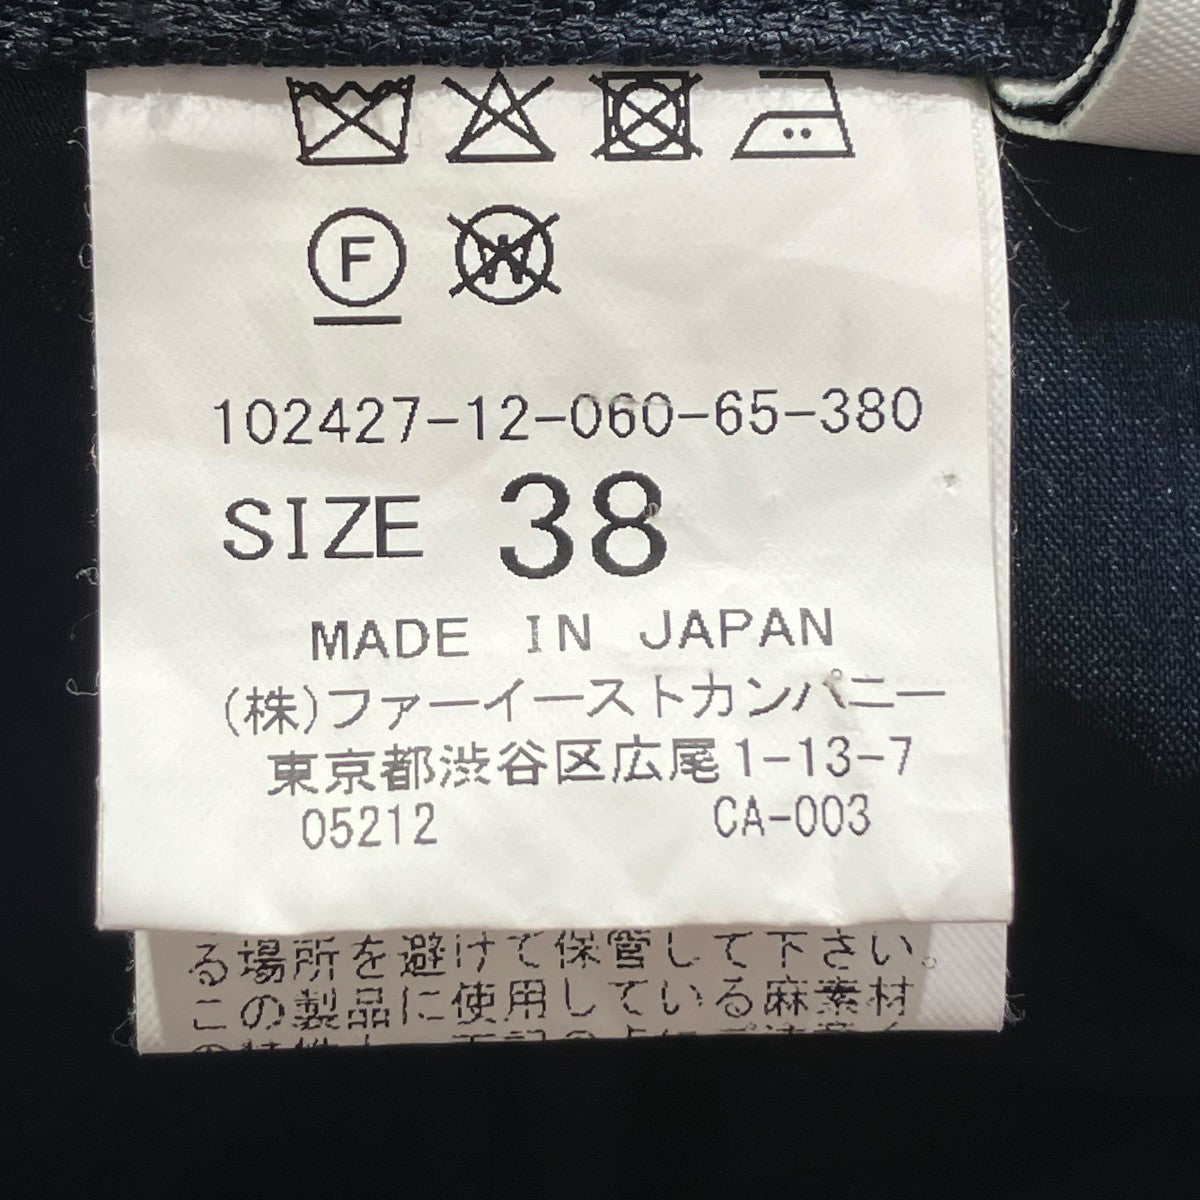 F W
102427-12-060-65-380
SIZE 38
MADE IN JAPAN
(株)ファーイーストカンパニー
東京都渋谷区広尾1-13-7
05212 CA-003
る場所を避けて保管して下さい。
この製品に使用している麻素材